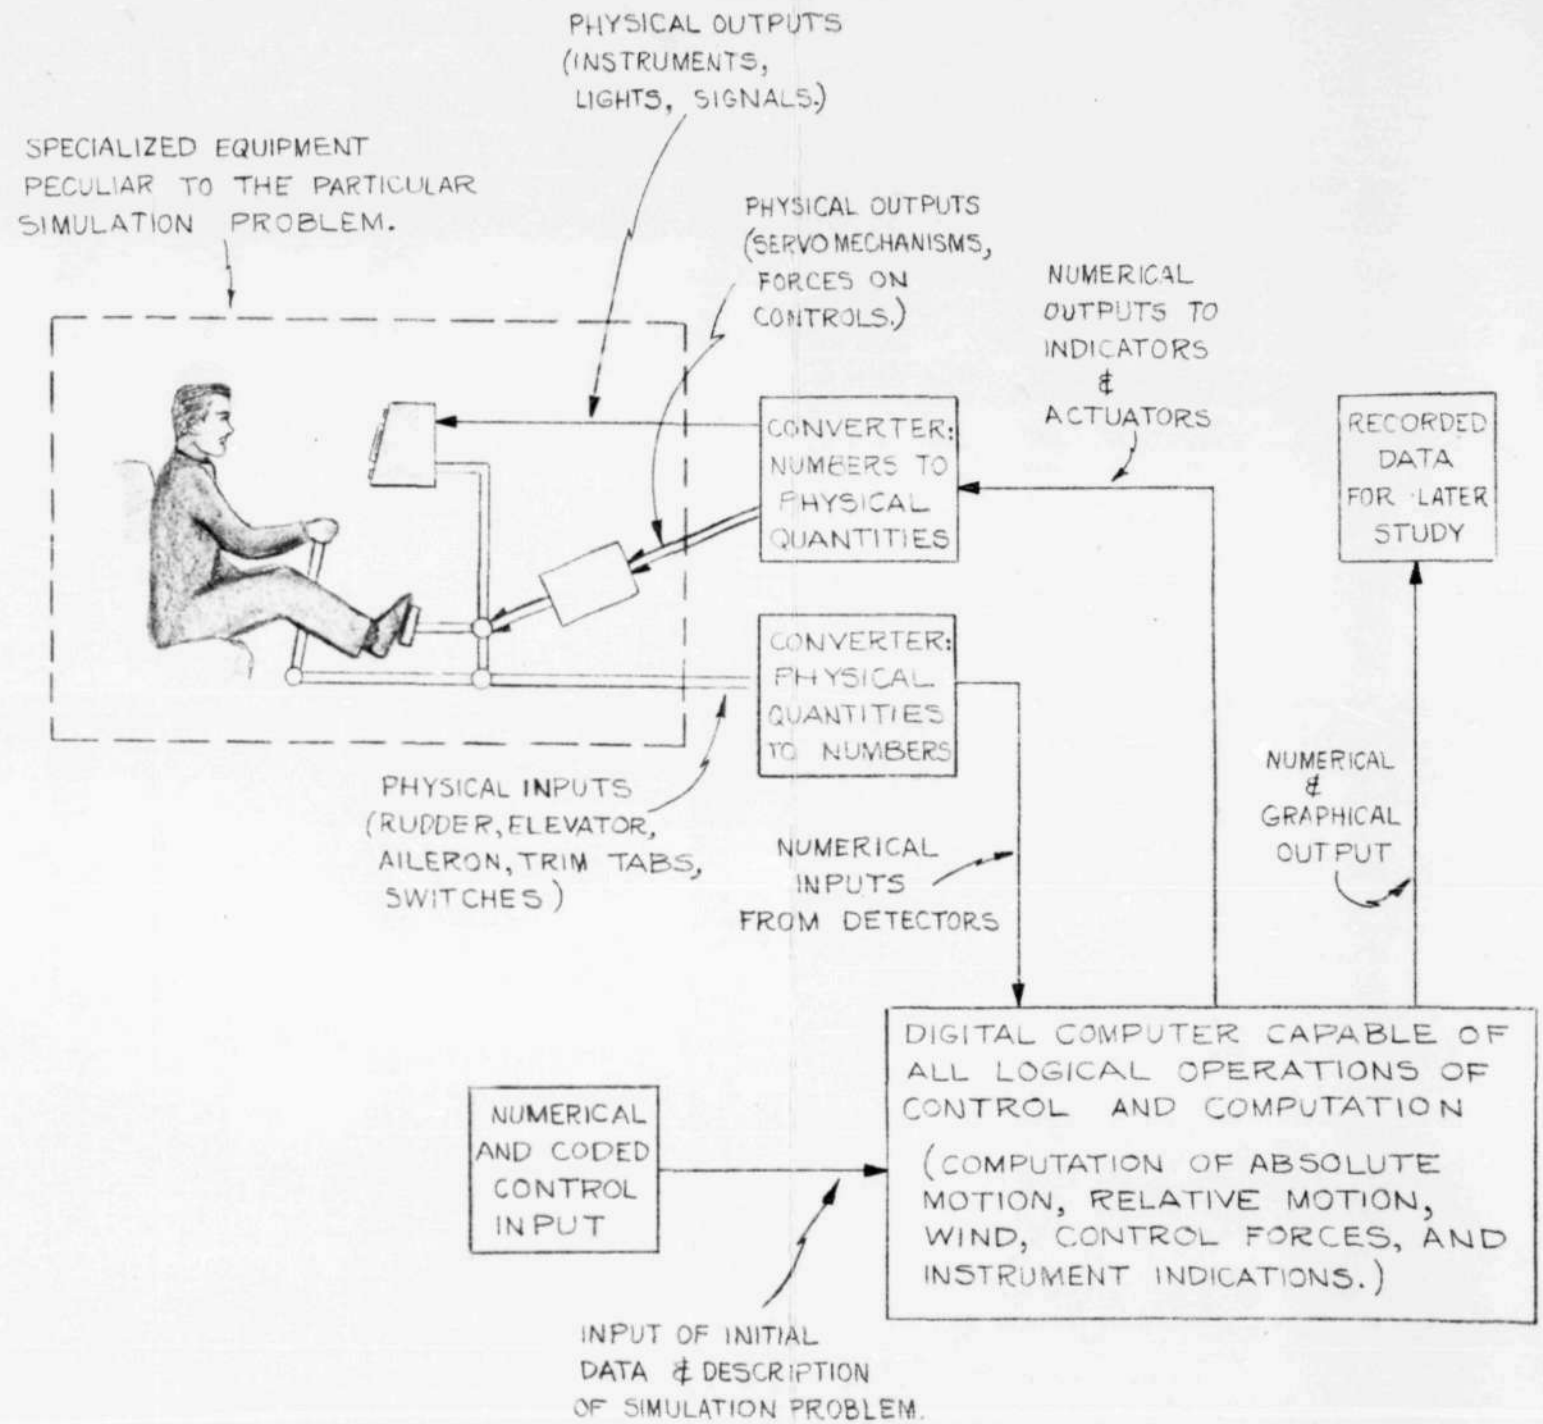 PHYSICAL OUTPUTS
(INSTRUMENTS,
LIGHTS, SIGNALS.)
SPECIALIZED EQUIPMENT
PECULIAR TO THE PARTICULAR
SIMULATION PROBLEM.
PHYSICAL OUTPUTS
(SERVO MECHANISMS,
FORCES ON
CONTROLS.)
NUMERICAL
OUTPUTS TO
INDICATORS
&
ACTUATORS
CONVERTER:
NUMBERS TO
PHYSICAL
QUANTITIES
RECORDED
DATA
FOR LATER
STUDY
CONVERTER:
PHYSICAL
QUANTITIES
TO NUMBERS
PHYSICAL INPUTS
(RUDDER, ELEVATOR,
AILERON, TRIM TABS,
SWITCHES)
NUMERICAL
INPUTS
FROM DETECTORS
NUMERICAL
&
GRAPHICAL
OUTPUT
DIGITAL COMPUTER CAPABLE OF
ALL LOGICAL OPERATIONS OF
CONTROL AND COMPUTATION
(COMPUTATION OF ABSOLUTE
MOTION, RELATIVE MOTION,
WIND, CONTROL FORCES, AND
INSTRUMENT INDICATIONS.)
NUMERICAL
AND CODED
CONTROL
INPUT
INPUT OF INITIAL
DATA & DESCRIPTION
OF SIMULATION PROBLEM.